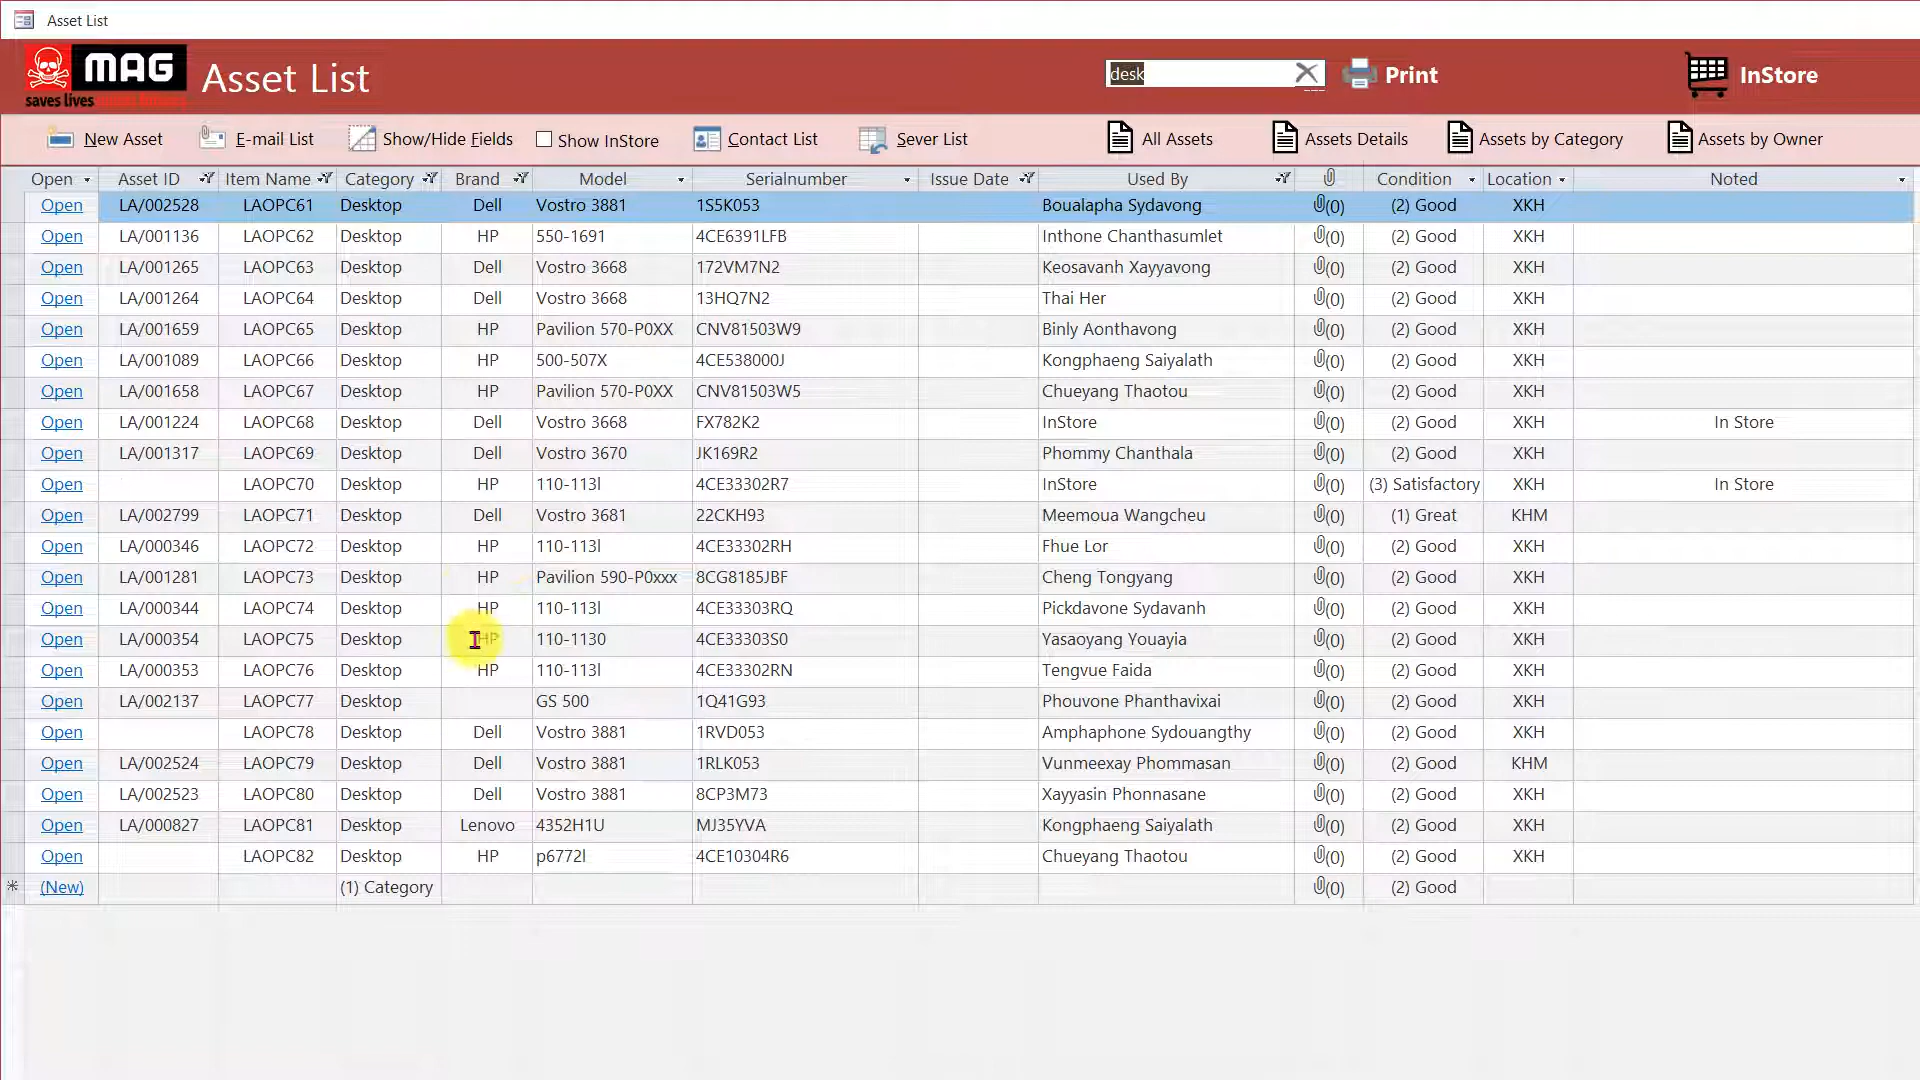 Asset List
MAG
saves lives
Asset List
desk
Print
InStore
New Asset E-mail List Show/Hide Fields Show InStore Contact List Sever List All Assets Assets Details Assets by Category Assets by Owner
Open Asset ID Item Name Category Brand Model Serialnumber Issue Date Used By Condition Location Noted
Open LA/002528 LAOPC61 Desktop Dell Vostro 3881 1S5K053 Boualapha Sydavong (0) (2) Good XKH
Open LA/001136 LAOPC62 Desktop HP 550-1691 4CE6391LFB Inthone Chanthasumlet (0) (2) Good XKH
Open LA/001265 LAOPC63 Desktop Dell Vostro 3668 172VM7N2 Keosavanh Xayyavong (0) (2) Good XKH
Open LA/001264 LAOPC64 Desktop Dell Vostro 3668 13HQ7N2 Thai Her (0) (2) Good XKH
Open LA/001659 LAOPC65 Desktop HP Pavilion 570-P0XX CNV81503W9 Binly Aonthavong (0) (2) Good XKH
Open LA/001089 LAOPC66 Desktop HP 500-507X 4CE538000J Kongphaeng Saiyalath (0) (2) Good XKH
Open LA/001658 LAOPC67 Desktop HP Pavilion 570-P0XX CNV81503W5 Chueyang Thaotou (0) (2) Good XKH
Open LA/001224 LAOPC68 Desktop Dell Vostro 3668 FX782K2 InStore (0) (2) Good XKH In Store
Open LA/001317 LAOPC69 Desktop Dell Vostro 3670 JK169R2 Phommy Chanthala (0) (2) Good XKH
Open LAOPC70 Desktop HP 110-113l 4CE33302R7 InStore (0) (3) Satisfactory XKH In Store
Open LA/002799 LAOPC71 Desktop Dell Vostro 3681 22CKH93 Meemoua Wangcheu (0) (1) Great KHM
Open LA/000346 LAOPC72 Desktop HP 110-113l 4CE33302RH Fhue Lor (0) (2) Good XKH
Open LA/001281 LAOPC73 Desktop HP Pavilion 590-P0xxx 8CG8185JBF Cheng Tongyang (0) (2) Good XKH
Open LA/000344 LAOPC74 Desktop HP 110-113l 4CE33303RQ Pickdavone Sydavanh (0) (2) Good XKH
Open LA/000354 LAOPC75 Desktop HP 110-1130 4CE33303S0 Yasaoyang Youayia (0) (2) Good XKH
Open LA/000353 LAOPC76 Desktop HP 110-113l 4CE33302RN Tengvue Faida (0) (2) Good XKH
Open LA/002137 LAOPC77 Desktop GS 500 1Q41G93 Phouvone Phanthavixai (0) (2) Good XKH
Open LAOPC78 Desktop Dell Vostro 3881 1RVD053 Amphaphone Sydouangthy (0) (2) Good XKH
Open LA/002524 LAOPC79 Desktop Dell Vostro 3881 1RLK053 Vunmeexay Phommasan (0) (2) Good KHM
Open LA/002523 LAOPC80 Desktop Dell Vostro 3881 8CP3M73 Xayyasin Phonnasane (0) (2) Good XKH
Open LA/000827 LAOPC81 Desktop Lenovo 4352H1U MJ35YVA Kongphaeng Saiyalath (0) (2) Good XKH
Open LAOPC82 Desktop HP p6772l 4CE10304R6 Chueyang Thaotou (0) (2) Good XKH
(New) (1) Category (0) (2) Good